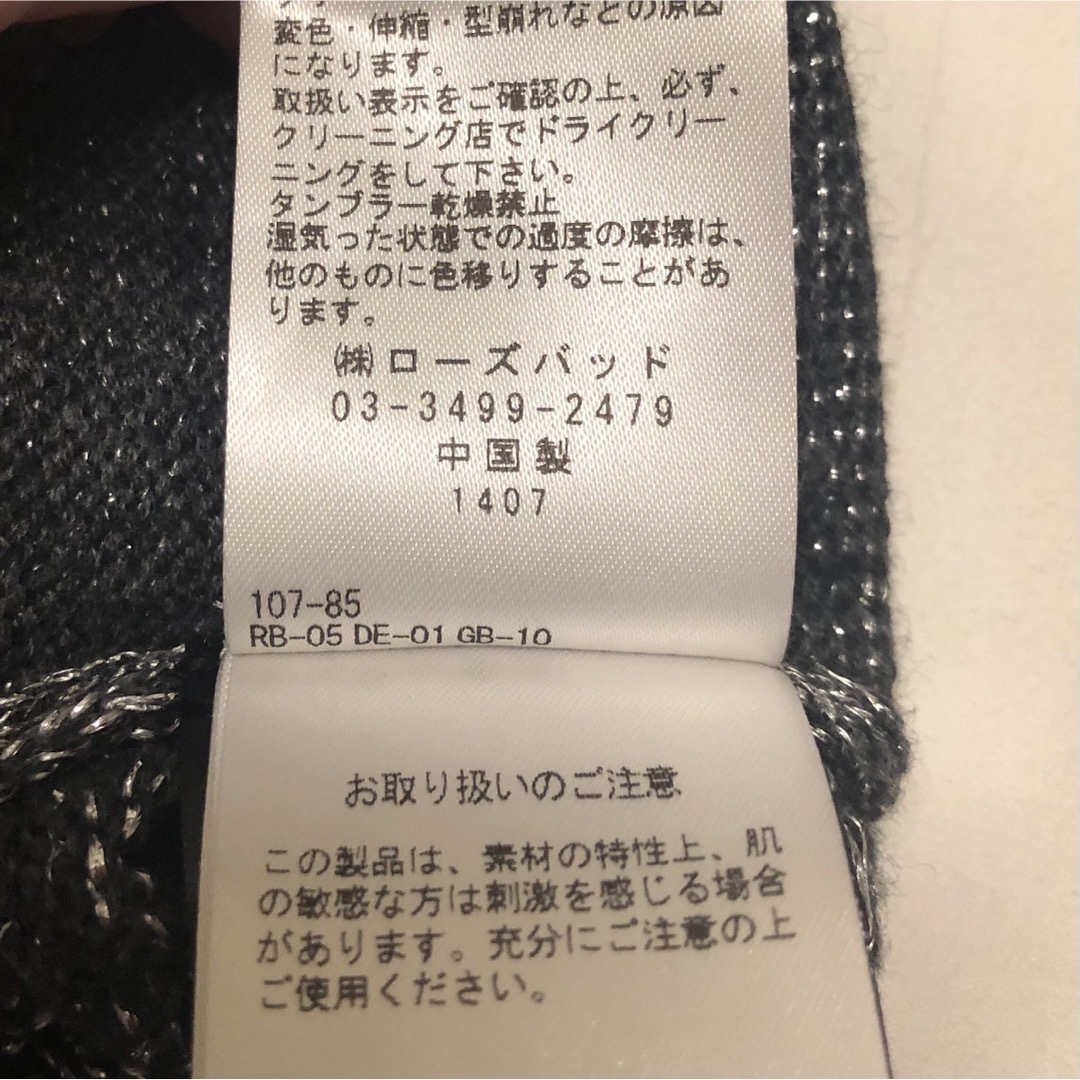 変色・伸縮・型崩れなどの原因
になります。
取扱い表示をご確認の上、必ず、
クリーニング店でドライクリー
ニングをして下さい。
タンブラー乾燥禁止
湿気った状態での過度の摩擦は、
他のものに色移りすることがあ
ります。
㈱ローズバッド
03-3499-2479
中国製
1407
107-85
RB-05 DE-01 GB-10
お取り扱いのご注意
この製品は、素材の特性上、肌
の敏感な方は刺激を感じる場合
があります。充分にご注意の上
ご使用ください。